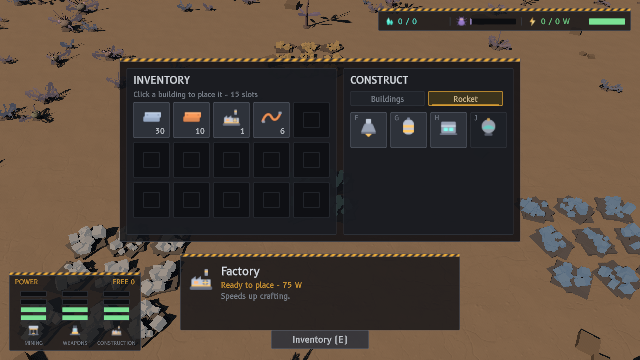 0 / 0
0 / 0 W
INVENTORY
Click a building to place it - 15 slots
30
10
1
6
CONSTRUCT
Buildings
Rocket
F
G
H
J
POWER
FREE 0
MINING
WEAPONS
CONSTRUCTION
Factory
Ready to place - 75 W
Speeds up crafting.
Inventory [E]